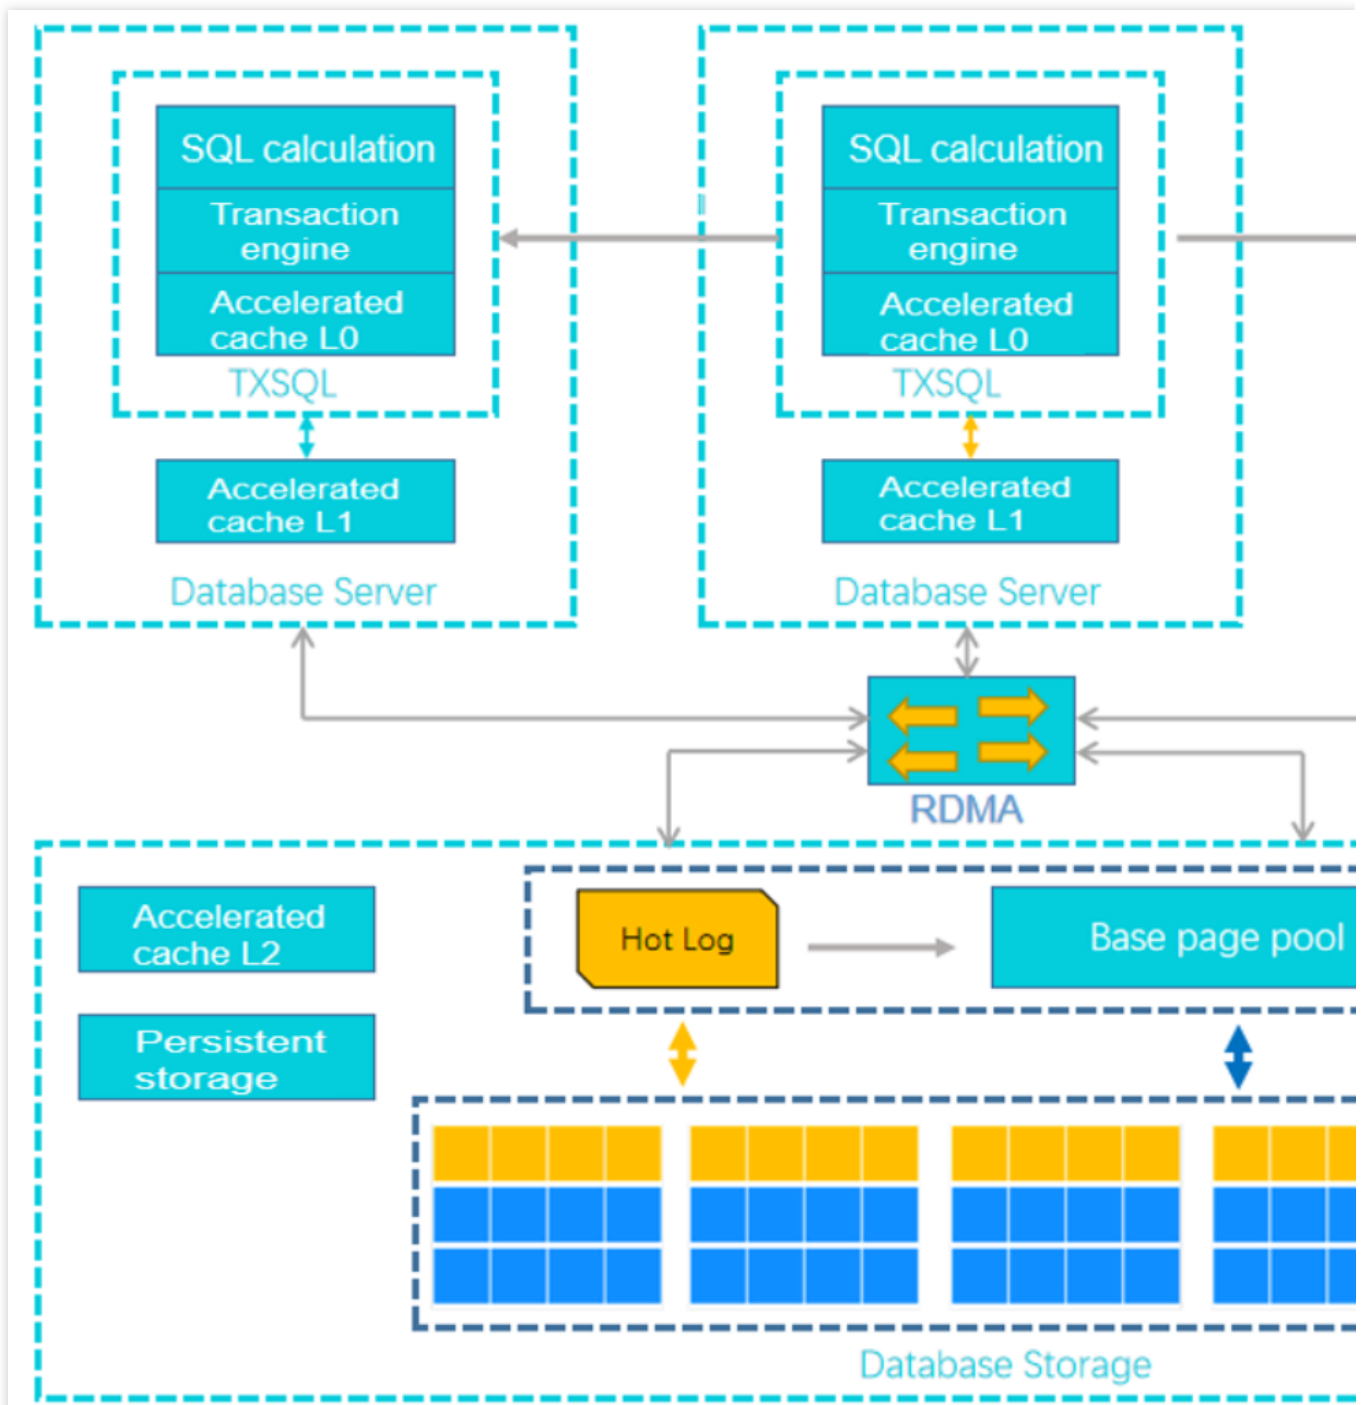 SQL calculation
Transaction
engine
Accelerated
cache L0
TXSQL
Accelerated
cache L1
Database Server
SQL calculation
Transaction
engine
Accelerated
cache L0
TXSQL
Accelerated
cache L1
Database Server
RDMA
Accelerated
cache L2
Persistent
storage
Hot Log
Base page pool
Database Storage